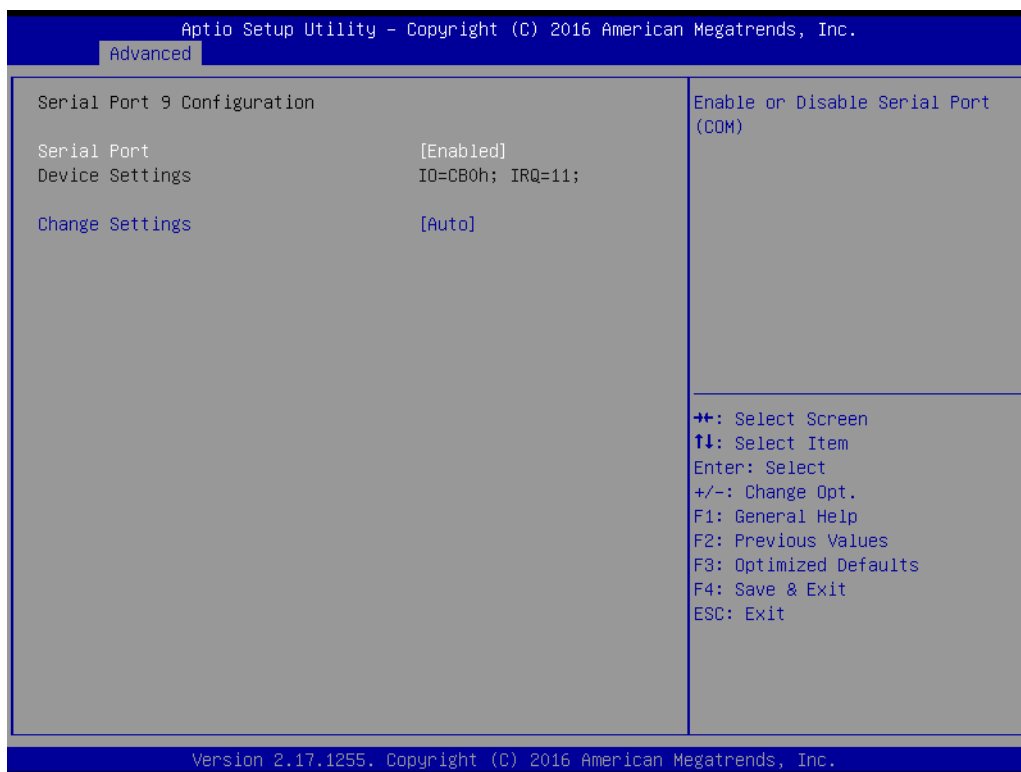 Aptio Setup Utility – Copyright (C) 2016 American Megatrends, Inc.
Advanced
Serial Port 9 Configuration
Serial Port [Enabled]
Device Settings IO=CB0h; IRQ=11;
Change Settings [Auto]
Enable or Disable Serial Port
(COM)
→←: Select Screen
↑↓: Select Item
Enter: Select
+/-: Change Opt.
F1: General Help
F2: Previous Values
F3: Optimized Defaults
F4: Save & Exit
ESC: Exit
Version 2.17.1255. Copyright (C) 2016 American Megatrends, Inc.